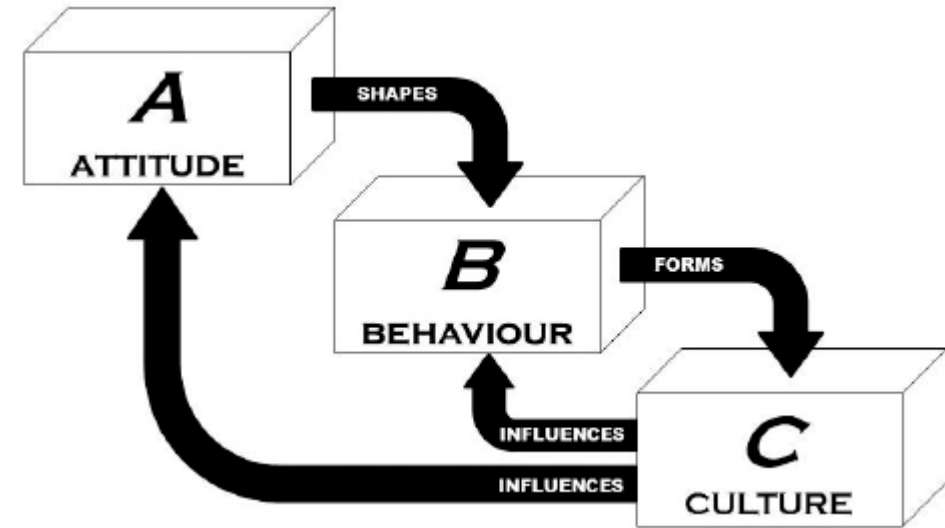 A
ATTITUDE
SHAPES
B
BEHAVIOUR
FORMS
C
CULTURE
INFLUENCES
INFLUENCES